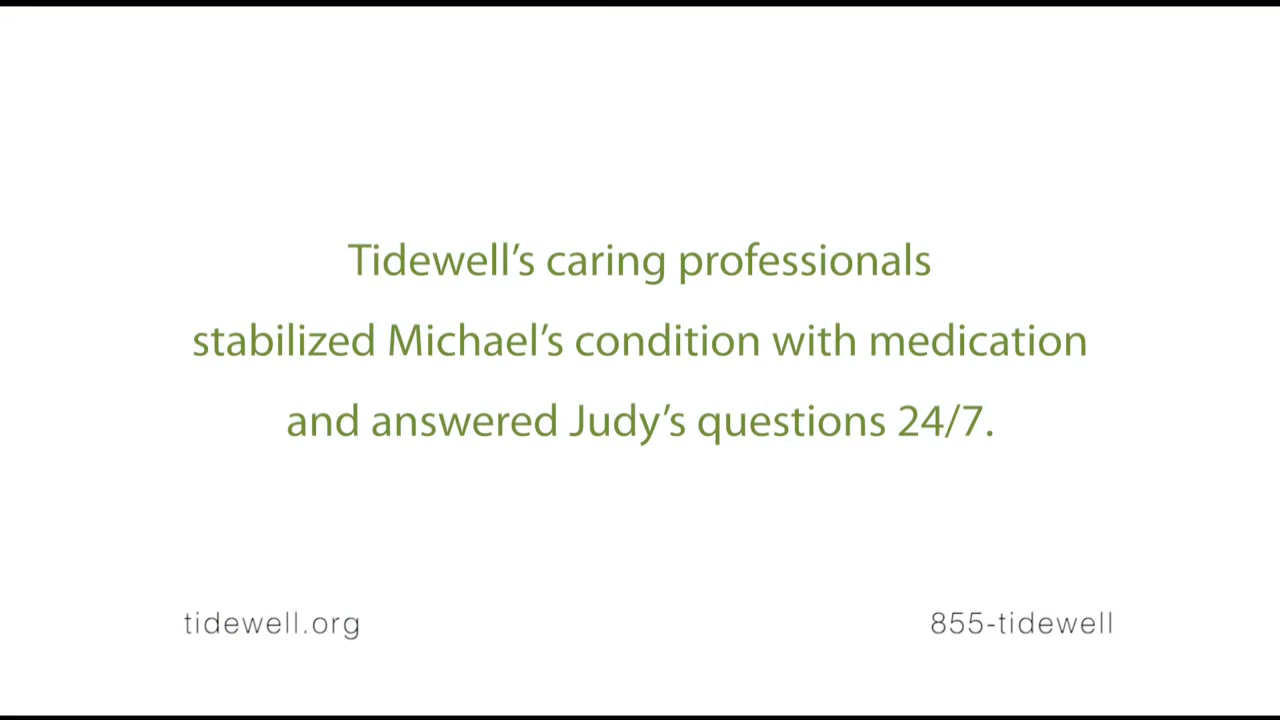 Tidewell’s caring professionals
stabilized Michael’s condition with medication
and answered Judy’s questions 24/7.
tidewell.org
855-tidewell